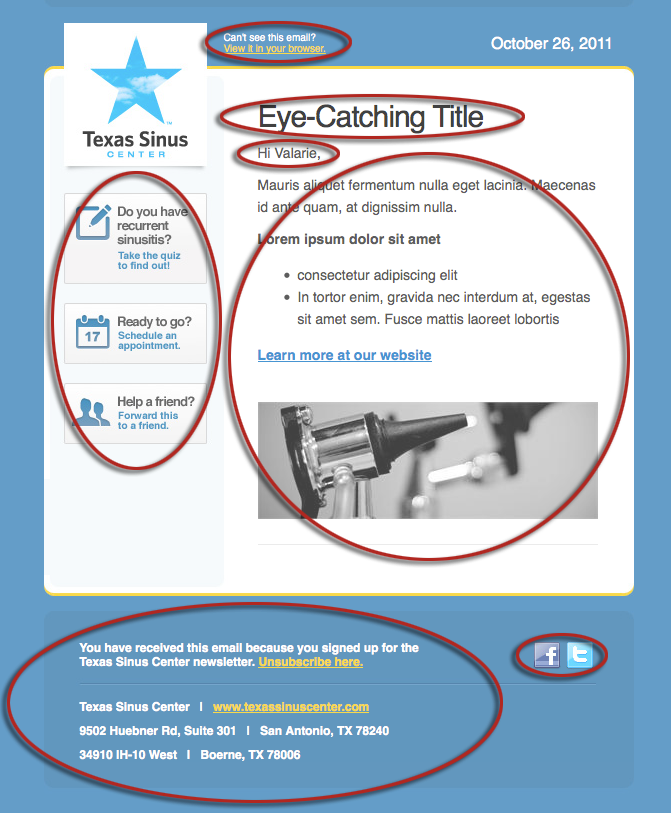 Can't see this email?
View it in your browser.
October 26, 2011
™
Texas Sinus
CENTER
Do you have
recurrent
sinusitis?
Take the quiz
to find out!
17
Ready to go?
Schedule an
appointment.
Help a friend?
Forward this
to a friend.
Eye-Catching Title
Hi Valarie,
Mauris aliquet fermentum nulla eget lacinia. Maecenas
id ante quam, at dignissim nulla.
Lorem ipsum dolor sit amet
• consectetur adipiscing elit
• In tortor enim, gravida nec interdum at, egestas
sit amet sem. Fusce mattis laoreet lobortis
Learn more at our website
You have received this email because you signed up for the
Texas Sinus Center newsletter. Unsubscribe here.
f t
Texas Sinus Center | www.texassinuscenter.com
9502 Huebner Rd, Suite 301 | San Antonio, TX 78240
34910 IH-10 West | Boerne, TX 78006